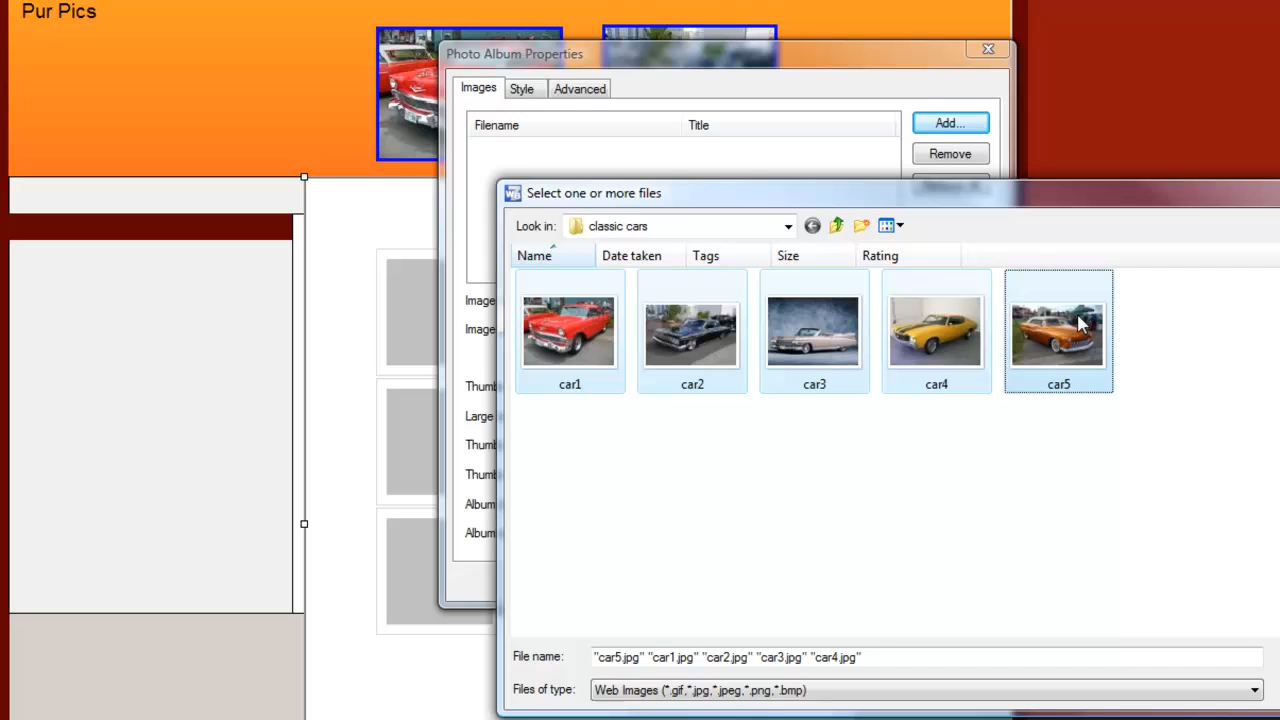 Pur Pics
Photo Album Properties
Images Style Advanced
Filename Title
Add...
Remove
Select one or more files
Look in: classic cars
Name Date taken Tags Size Rating
Image
Image
car1 car2 car3 car4 car5
Thumb
Large
Thumb
Thumb
Album
Album
File name: "car5.jpg" "car1.jpg" "car2.jpg" "car3.jpg" "car4.jpg"
Files of type: Web Images (*.gif,*.jpg,*.jpeg,*.png,*.bmp)